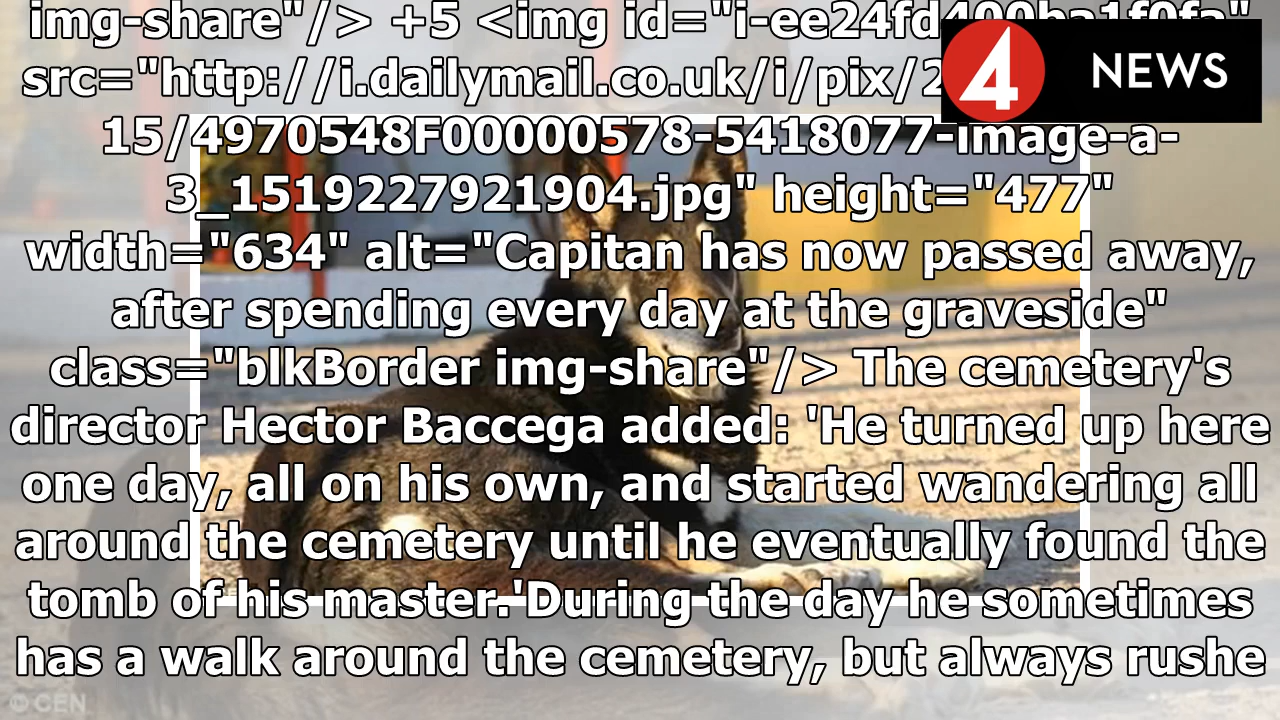 img-share"/> +5 <img id="i-ee24fd400ba1f0fa"
src="http://i.dailymail.co.uk/i/pix/2
4 NEWS
15/4970548F00000578-5418077-image-a-
3_1519227921904.jpg" height="477"
width="634" alt="Capitan has now passed away,
after spending every day at the graveside"
class="blkBorder img-share"/> The cemetery's
director Hector Baccega added: 'He turned up here
one day, all on his own, and started wandering all
around the cemetery until he eventually found the
tomb of his master.'During the day he sometimes
has a walk around the cemetery, but always rushe
© CEN